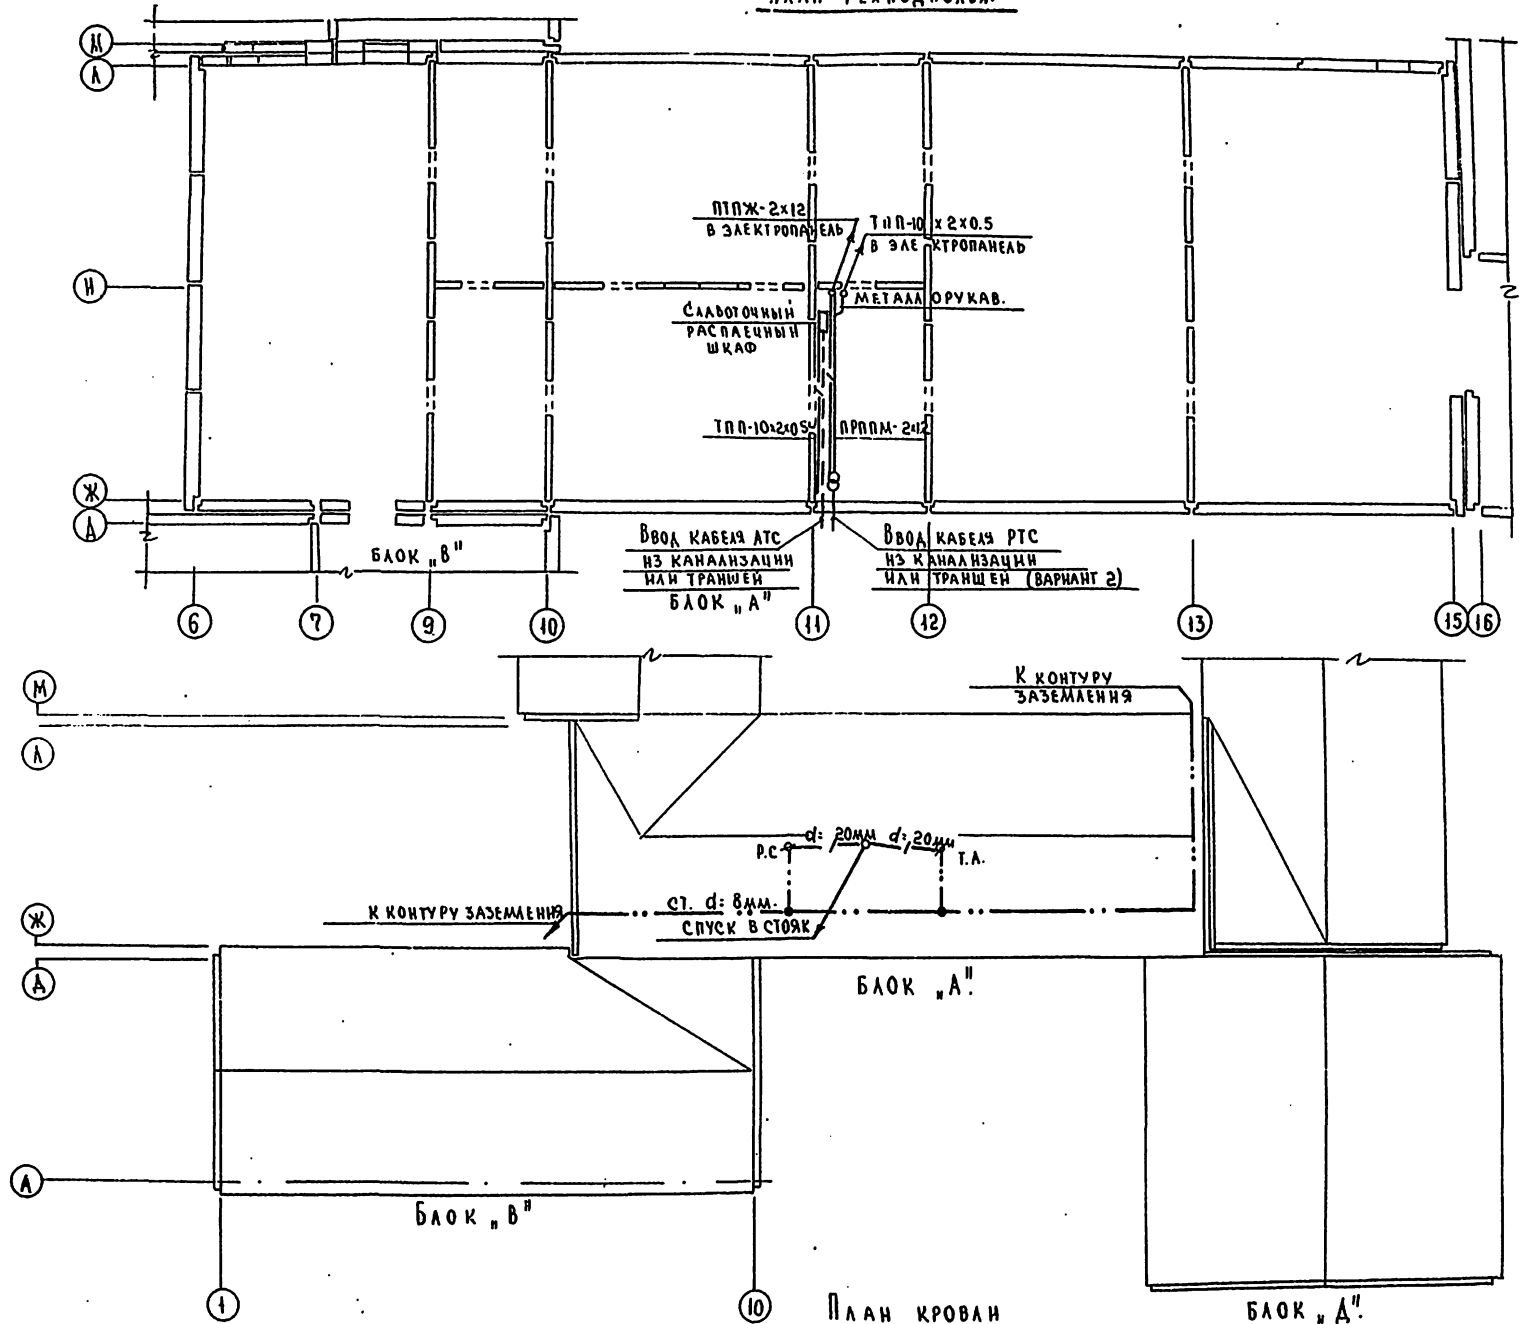 ПЛАН ТЕХПОДПОЛЬЯ.
М
Л
ПТПЖ-2х12
В ЭЛЕКТРОПАНЕЛЬ
ТПП-10х2х0.5
В ЭЛЕКТРОПАНЕЛЬ
Н
МЕТАЛЛОРУКАВ.
СЛАБОТОЧНЫЙ
РАСПАЕЧНЫЙ
ШКАФ
ТПП-10х2х0.5
ПРППМ-2х12
Ж
Д
БЛОК „В"
ВВОД КАБЕЛЯ АТС
ИЗ КАНАЛИЗАЦИИ
ИЛИ ТРАНШЕЙ
ВВОД КАБЕЛЯ РТС
ИЗ КАНАЛИЗАЦИИ
ИЛИ ТРАНШЕЙ (ВАРИАНТ 2)
БЛОК „А"
6
7
9
10
11
12
13
15
16
М
К КОНТУРУ
ЗАЗЕМЛЕНИЯ
Л
d= 20мм
d= 20мм
Р.С
Т.А.
К КОНТУРУ ЗАЗЕМЛЕНИЯ
СТ. d= 8мм.
СПУСК В СТОЯК
Ж
Д
БЛОК „А".
А
БЛОК „В"
1
10
ПЛАН КРОВЛИ
БЛОК „Д".